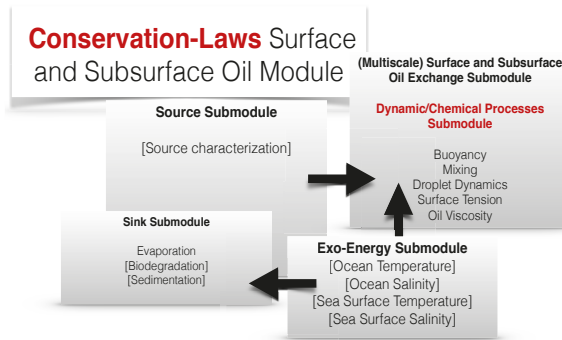 Conservation-Laws Surface
and Subsurface Oil Module
(Multiscale) Surface and Subsurface
Oil Exchange Submodule
Dynamic/Chemical Processes
Submodule
Buoyancy
Mixing
Droplet Dynamics
Surface Tension
Oil Viscosity
Source Submodule
[Source characterization]
Sink Submodule
Evaporation
[Biodegradation]
[Sedimentation]
Exo-Energy Submodule
[Ocean Temperature]
[Ocean Salinity]
[Sea Surface Temperature]
[Sea Surface Salinity]